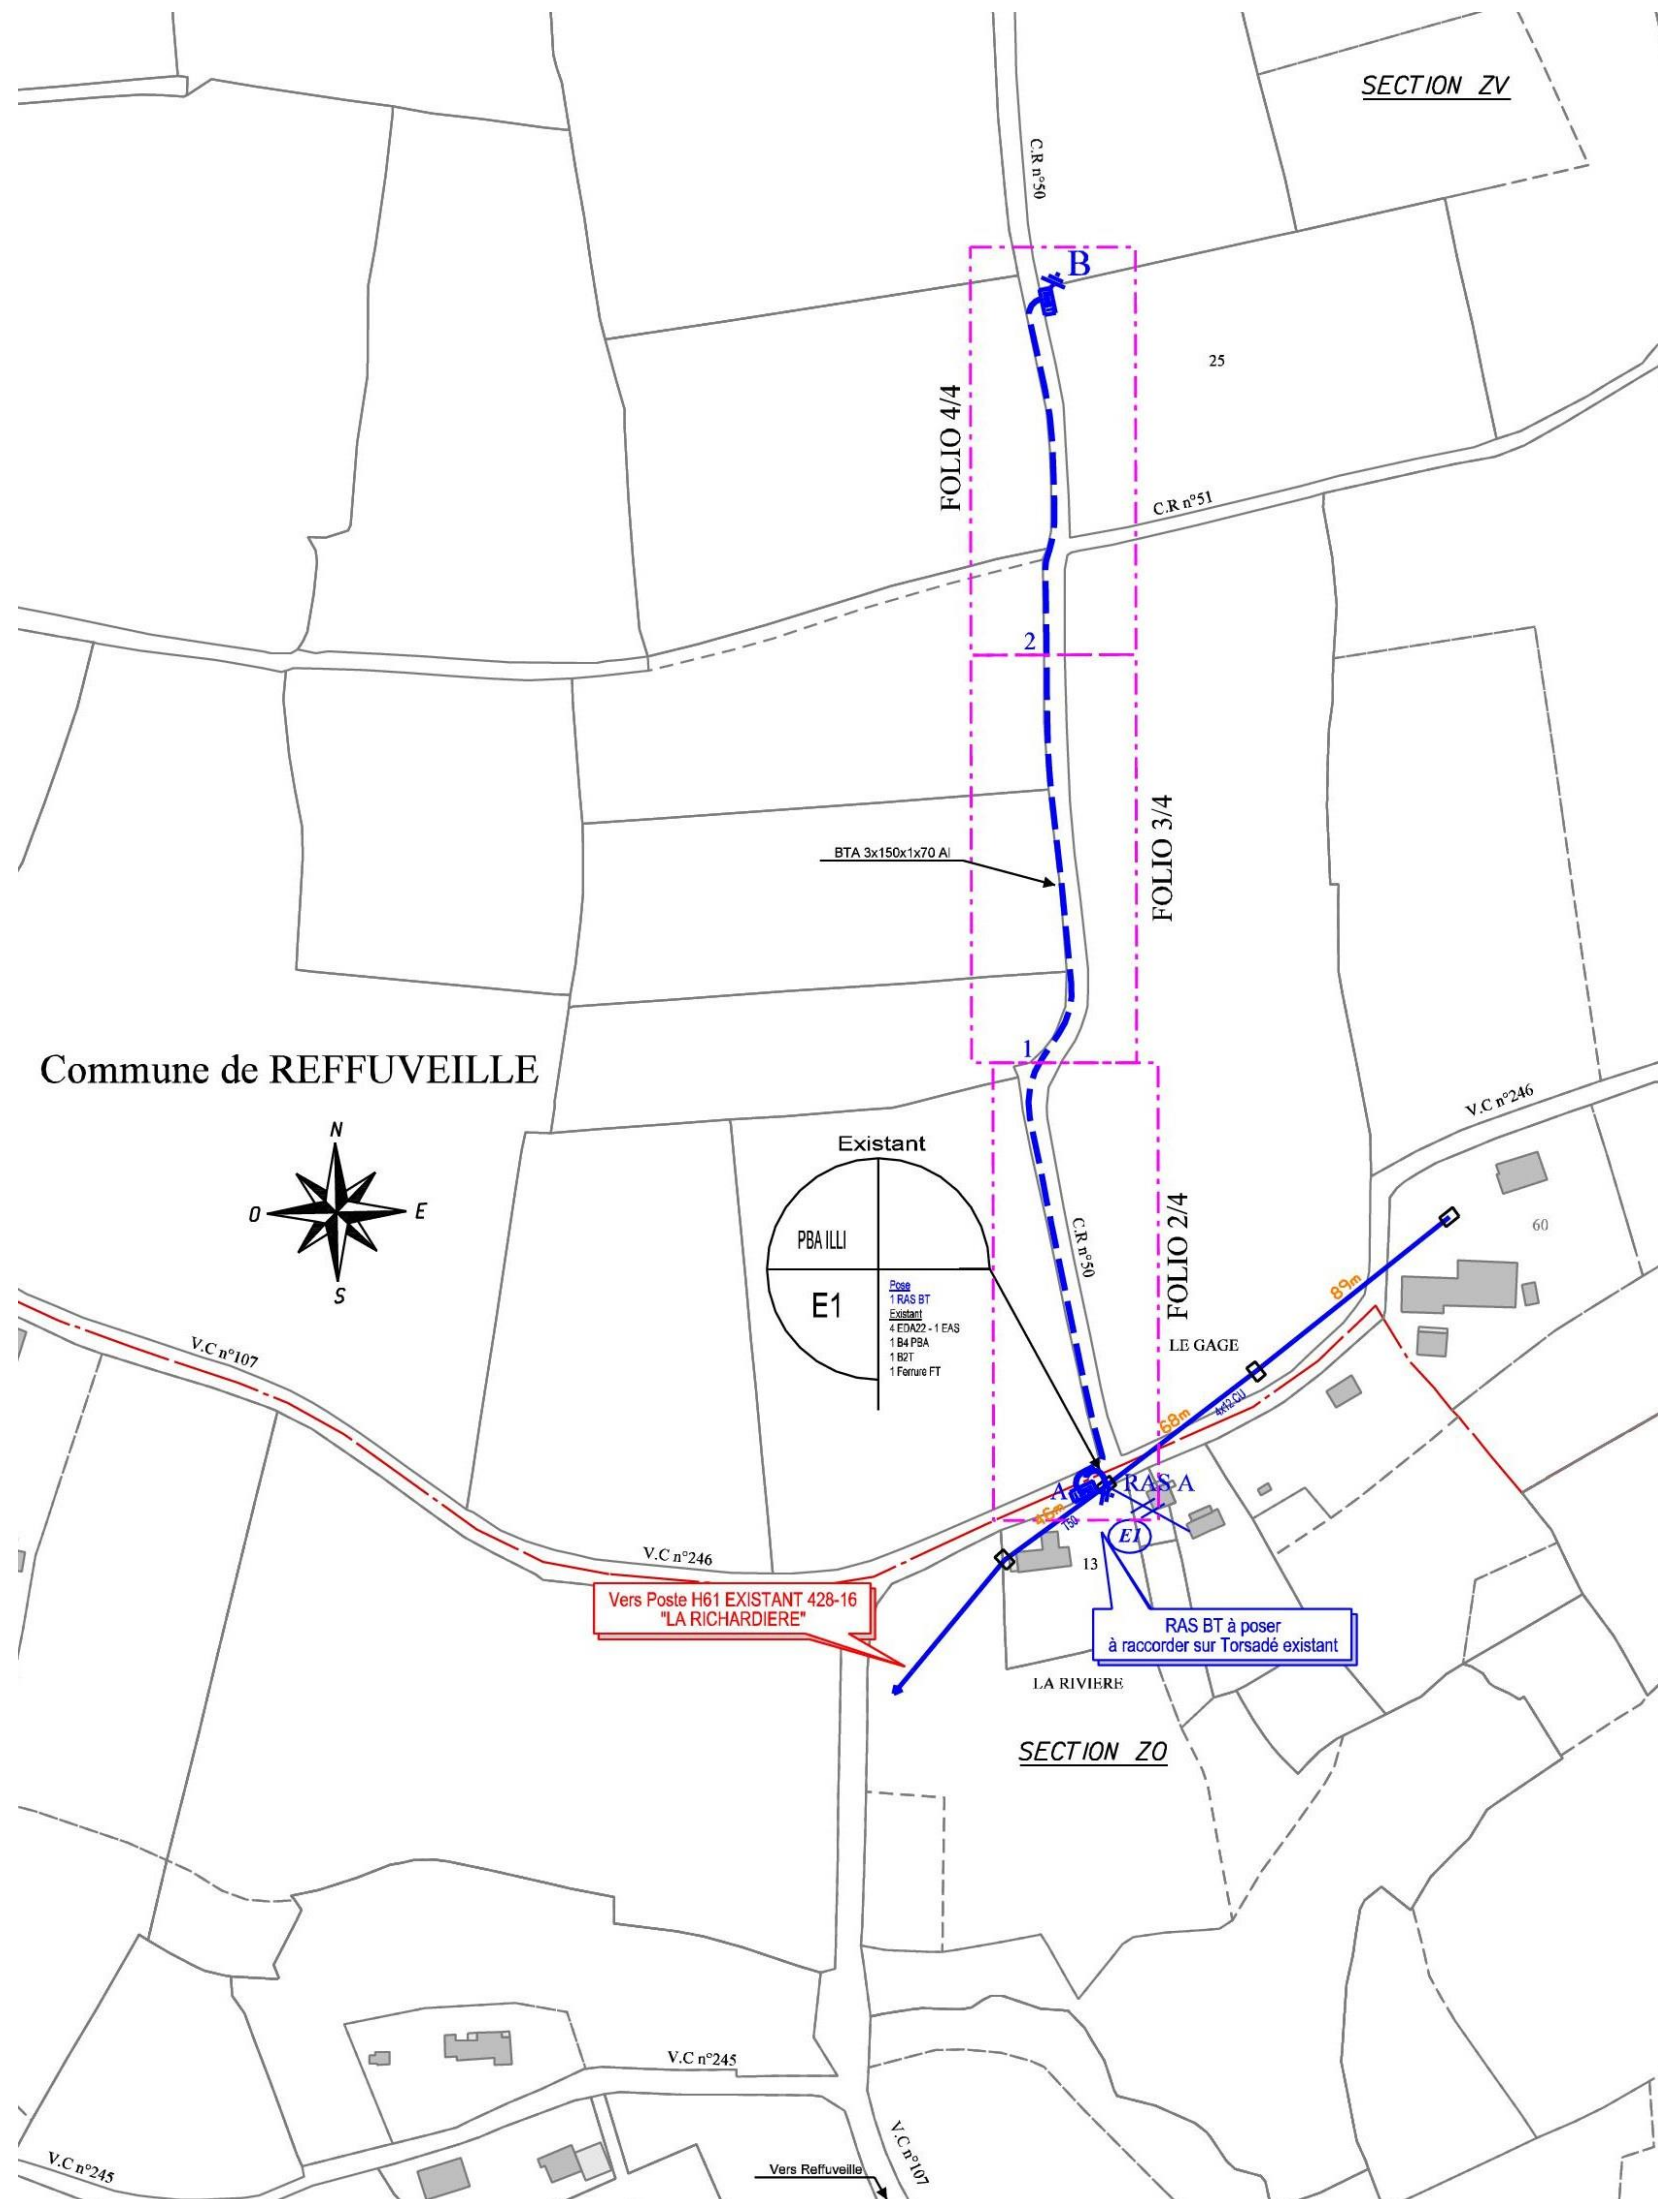 SECTION ZV
C.R n°50
B
25
FOLIO 4/4
C.R n°51
2
FOLIO 3/4
BTA 3x150x1x70 Al
1
Commune de REFFUVEILLE
N
O
E
S
V.C n°246
Existant
PBA ILLI
E1
Pose
1 RAS BT
Existant
4 EDA22 - 1 EAS
1 B4 PBA
1 B2T
1 Ferrure FT
C.R n°50
FOLIO 2/4
60
89m
LE GAGE
V.C n°107
4x12 CU
68m
A
RAS A
46m
150
E1
V.C n°246
13
Vers Poste H61 EXISTANT 428-16
"LA RICHARDIERE"
RAS BT à poser
à raccorder sur Torsadé existant
LA RIVIERE
SECTION ZO
V.C n°245
V.C n°107
V.C n°245
Vers Reffuveille